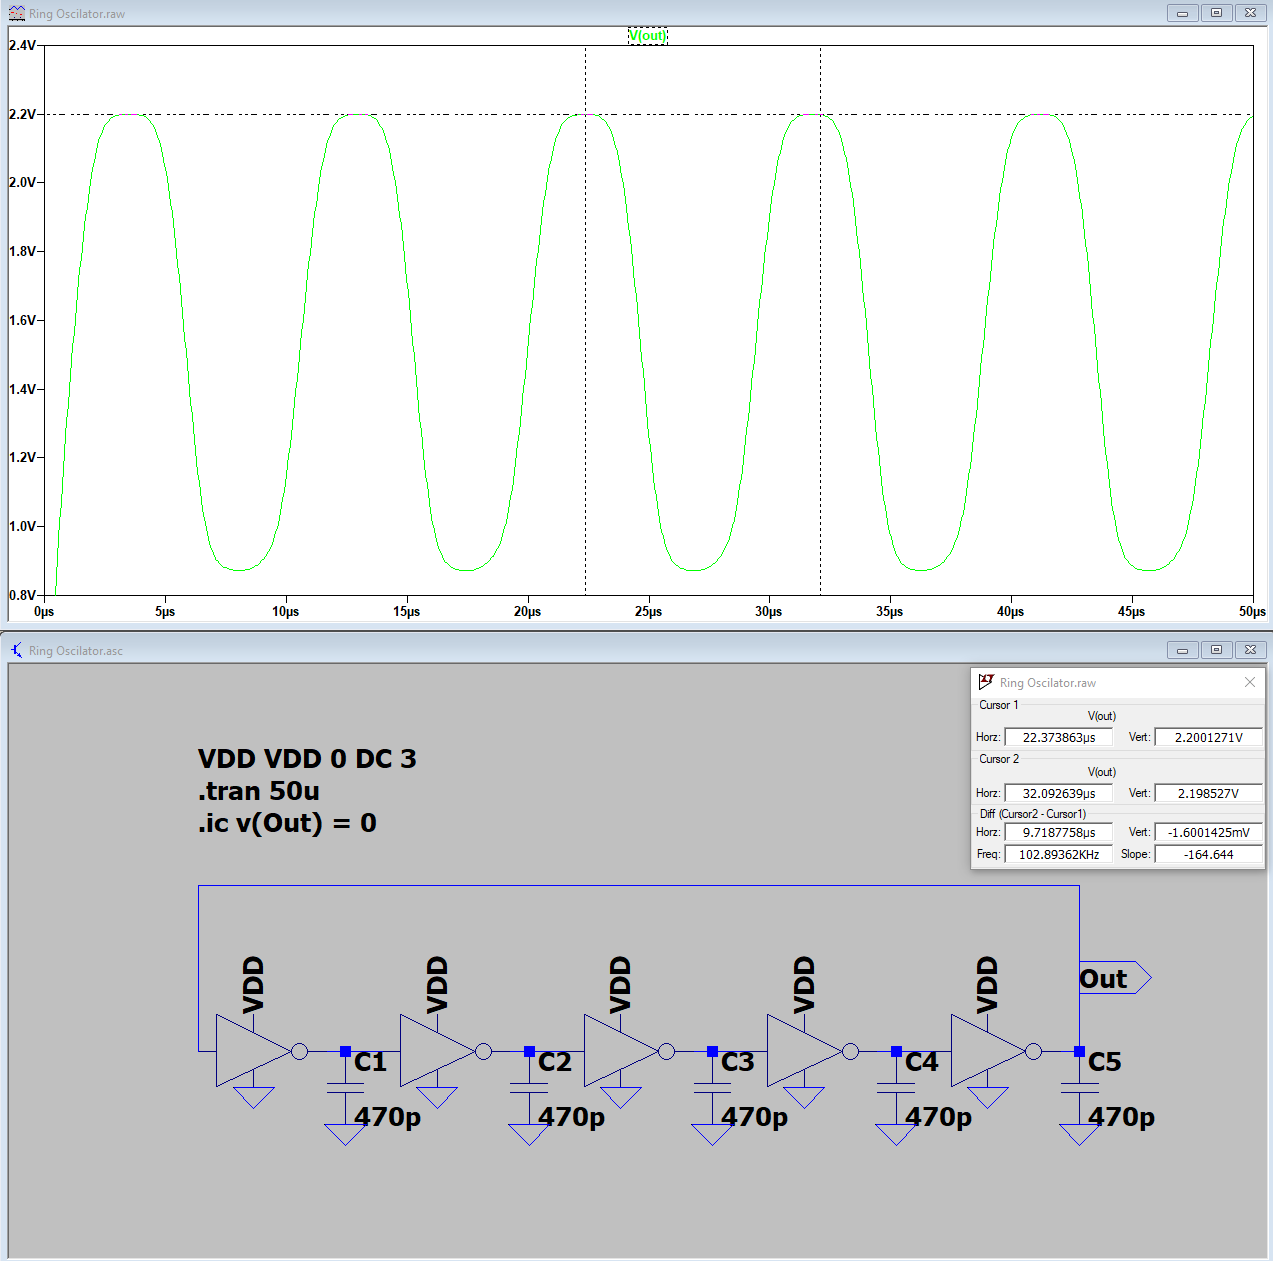 Ring Oscilator.raw
V(out)
2.4V
2.2V
2.0V
1.8V
1.6V
1.4V
1.2V
1.0V
0.8V
0µs 5µs 10µs 15µs 20µs 25µs 30µs 35µs 40µs 45µs 50µs
Ring Oscilator.asc
Ring Oscilator.raw
Cursor 1
V(out)
Horz: 22.373863µs Vert: 2.2001271V
Cursor 2
V(out)
Horz: 32.092639µs Vert: 2.198527V
Diff (Cursor2 - Cursor1)
Horz: 9.7187758µs Vert: -1.6001425mV
Freq: 102.89362KHz Slope: -164.644
VDD VDD 0 DC 3
.tran 50u
.ic v(Out) = 0
VDD VDD VDD VDD VDD
Out
C1 C2 C3 C4 C5
470p 470p 470p 470p 470p